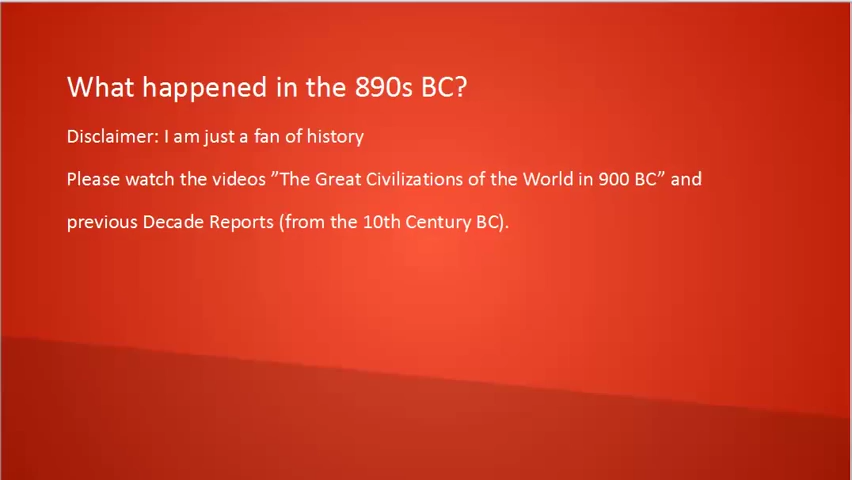 What happened in the 890s BC?
Disclaimer: I am just a fan of history
Please watch the videos ”The Great Civilizations of the World in 900 BC” and
previous Decade Reports (from the 10th Century BC).